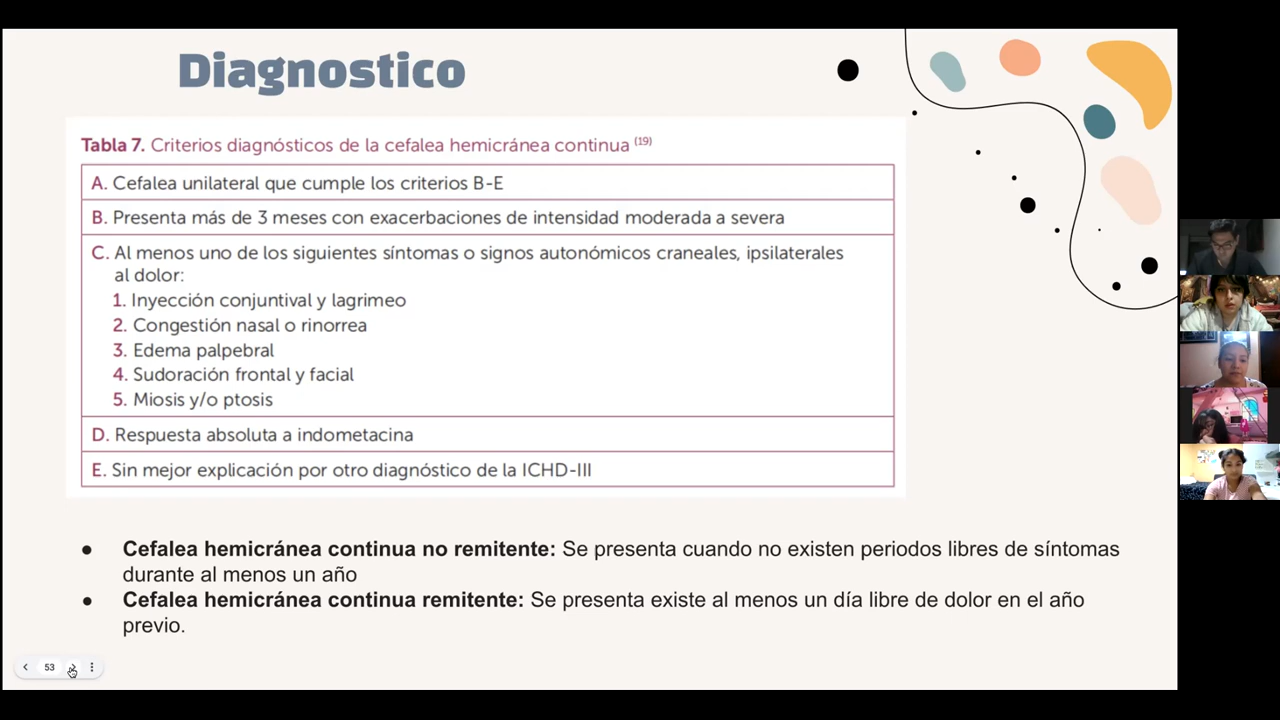 Diagnostico
Tabla 7. Criterios diagnósticos de la cefalea hemicránea continua (19)
A. Cefalea unilateral que cumple los criterios B-E
B. Presenta más de 3 meses con exacerbaciones de intensidad moderada a severa
C. Al menos uno de los siguientes síntomas o signos autonómicos craneales, ipsilaterales
al dolor:
1. Inyección conjuntival y lagrimeo
2. Congestión nasal o rinorrea
3. Edema palpebral
4. Sudoración frontal y facial
5. Miosis y/o ptosis
D. Respuesta absoluta a indometacina
E. Sin mejor explicación por otro diagnóstico de la ICHD-III
● Cefalea hemicránea continua no remitente: Se presenta cuando no existen periodos libres de síntomas
durante al menos un año
● Cefalea hemicránea continua remitente: Se presenta existe al menos un día libre de dolor en el año
previo.
53